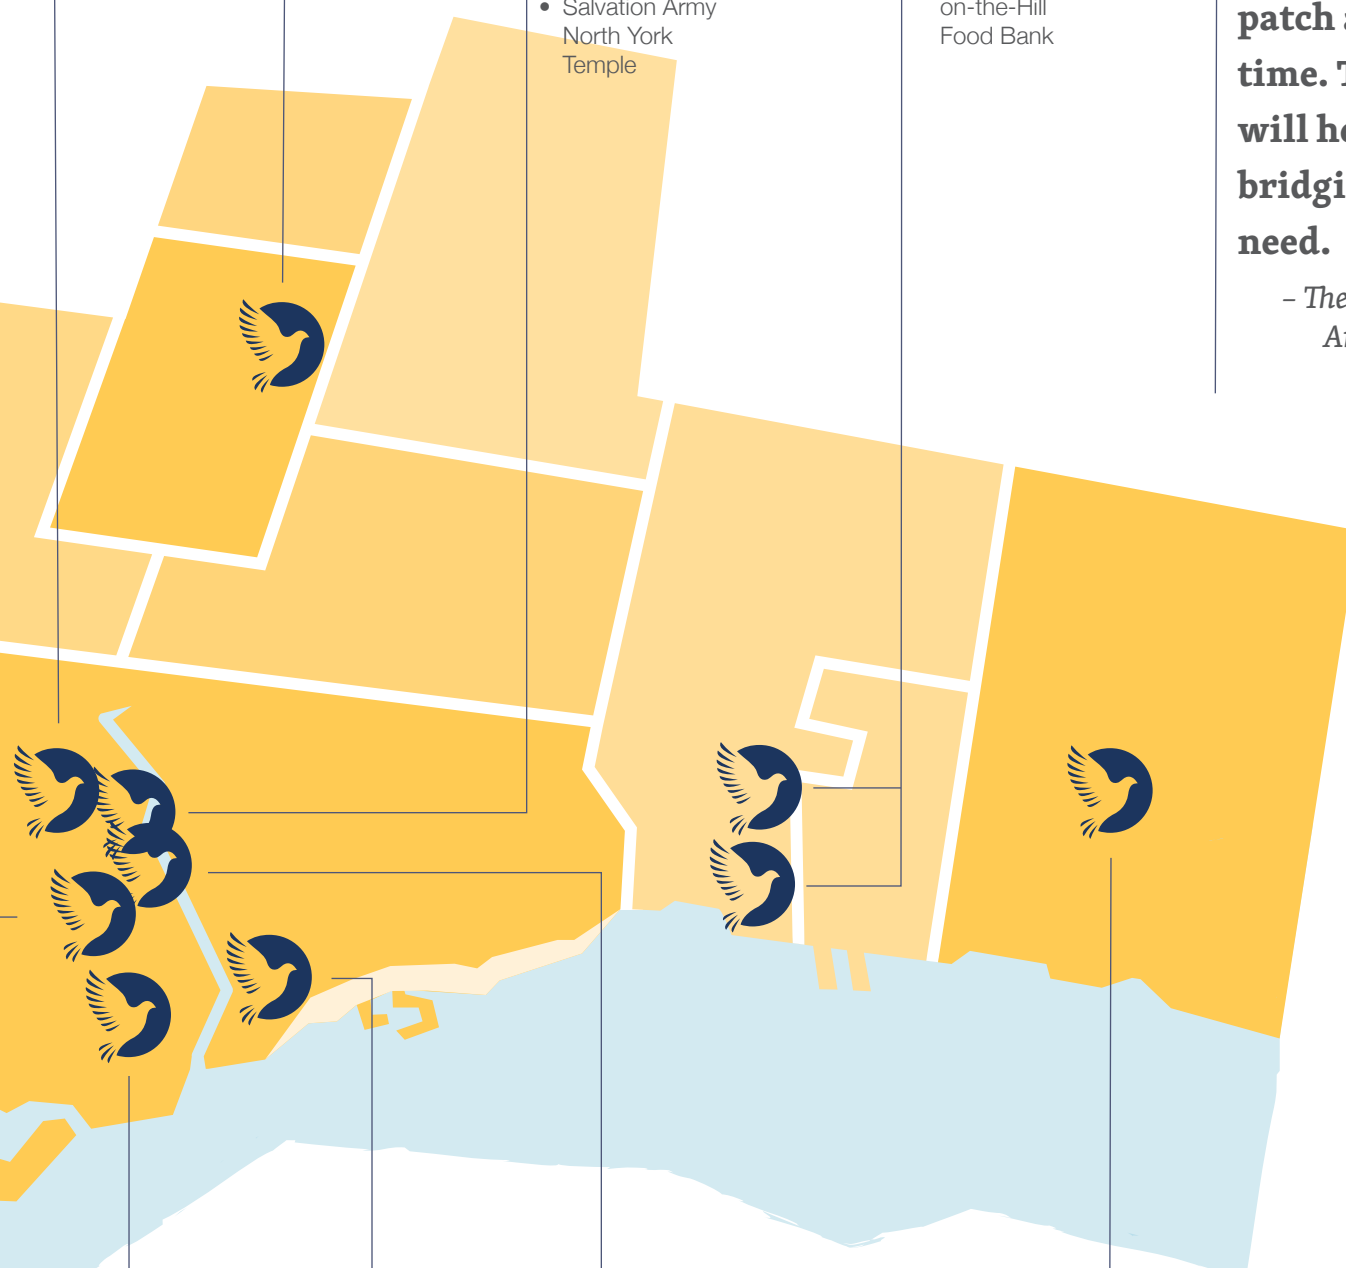 • Salvation Army
North York
Temple
on-the-Hill
Food Bank
patch
time.
will
bridgi
need.
– The